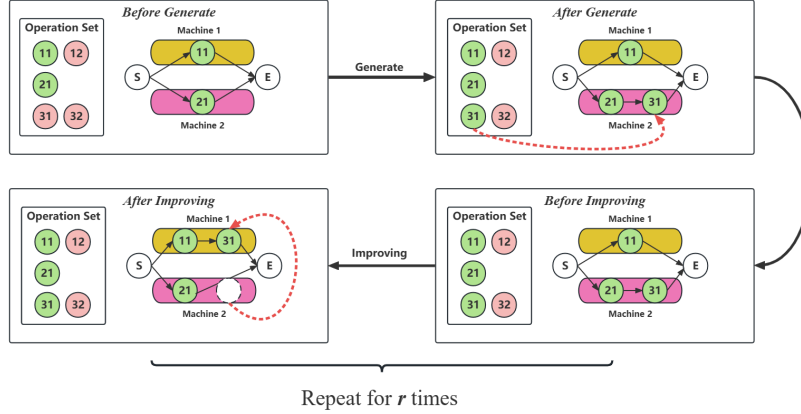 Before Generate
Operation Set
11 12
21
31 32
Machine 1
11
S
E
21
Machine 2
Generate
After Generate
Operation Set
11 12
21
31 32
Machine 1
11
S
E
21 31
Machine 2
After Improving
Operation Set
11 12
21
31 32
Machine 1
11 31
S
E
21
Machine 2
Improving
Before Improving
Operation Set
11 12
21
31 32
Machine 1
11
S
E
21 31
Machine 2
Repeat for r times